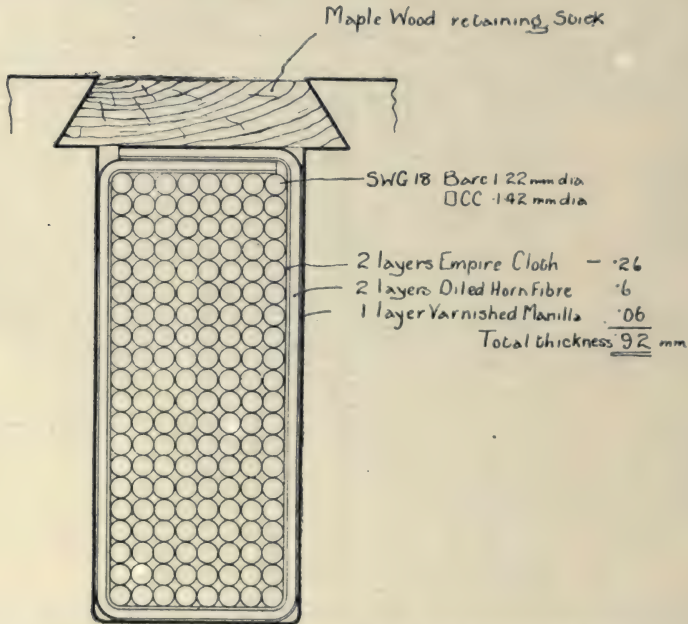 Maple Wood retaining Stick
SWG 18 Bare 1.22 mm dia
DCC 1.42 mm dia
2 layers Empire Cloth - .26
2 layers Oiled Horn Fibre .6
1 layer Varnished Manilla .06
Total thickness .92 mm